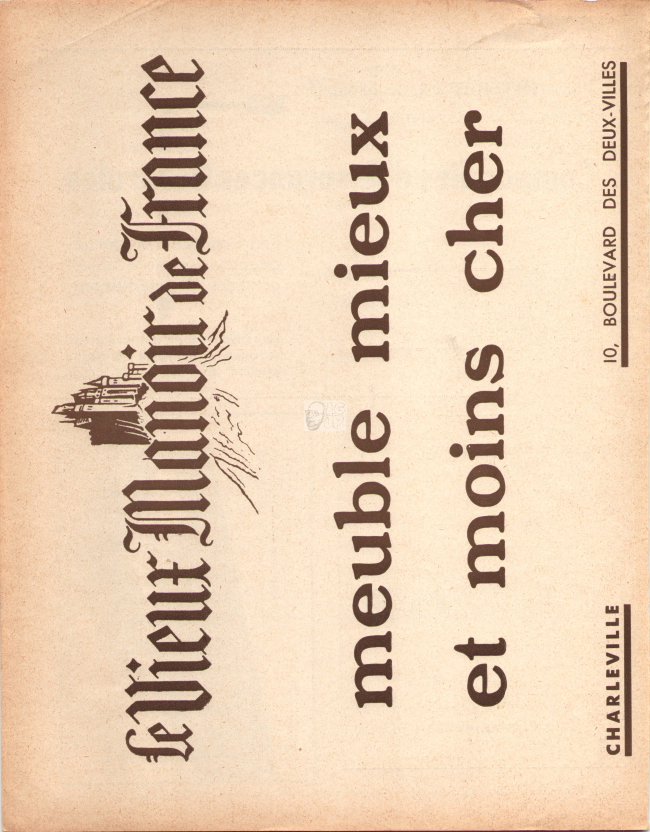 Le Vieux Manoir de France
meuble mieux
et moins cher
CHARLEVILLE
10, BOULEVARD DES DEUX-VILLES